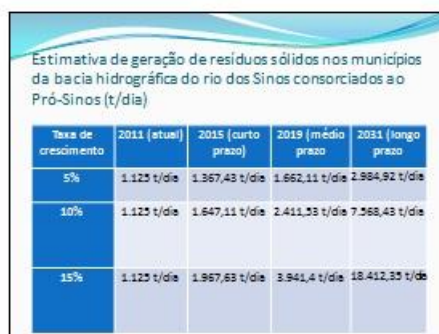 Estimativa de geração de resíduos sólidos nos municípios
da bacia hidrográfica do rio dos Sinos consorciados ao
Pró-Sinos (t/dia)
Taxa de crescimento 2011 (atual) 2015 (curto prazo) 2019 (médio prazo 2031 (longo prazo
5% 1.125 t/dia 1.367,43 t/dia 1.662,11 t/dia 2.984,92 t/dia
10% 1.125 t/dia 1.647,11 t/dia 2.411,53 t/dia 7.568,43 t/dia
15% 1.125 t/dia 1.967,63 t/dia 3.941,4 t/dia 18.412,35 t/dia